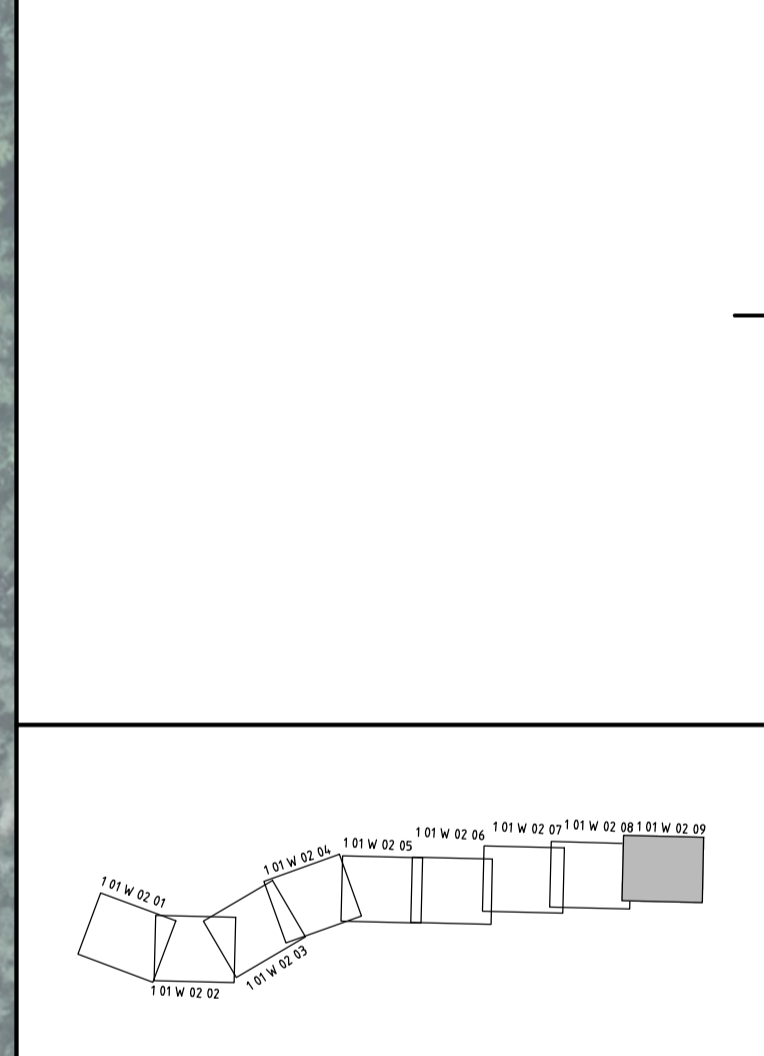 1 01 W 02 01
1 01 W 02 02
1 01 W 02 03
1 01 W 02 04
1 01 W 02 05
1 01 W 02 06
1 01 W 02 07
1 01 W 02 08
1 01 W 02 09